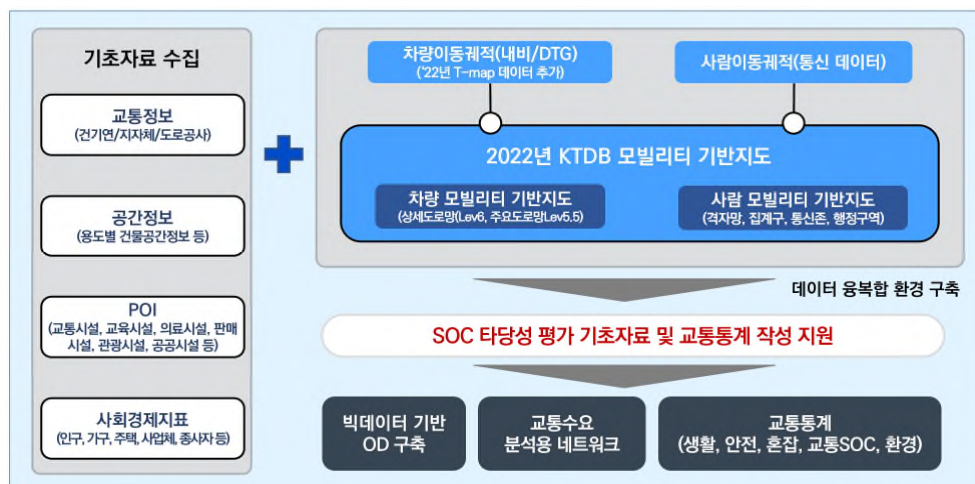 기초자료 수집
교통정보
(건기연/지자체/도로공사)
공간정보
(용도별 건물공간정보 등)
POI
(교통시설, 교육시설, 의료시설, 판매
시설, 관광시설, 공공시설 등)
사회경제지표
(인구, 가구, 주택, 사업체, 종사자 등)
차량이동궤적(내비/DTG)
('22년 T-map 데이터 추가)
사람이동궤적(통신 데이터)
2022년 KTDB 모빌리티 기반지도
차량 모빌리티 기반지도
(상세도로망(Lev6, 주요도로망Lev5.5)
사람 모빌리티 기반지도
(격자망, 집계구, 통신존, 행정구역)
데이터 융복합 환경 구축
SOC 타당성 평가 기초자료 및 교통통계 작성 지원
빅데이터 기반
OD 구축
교통수요
분석용 네트워크
교통통계
(생활, 안전, 혼잡, 교통SOC, 환경)